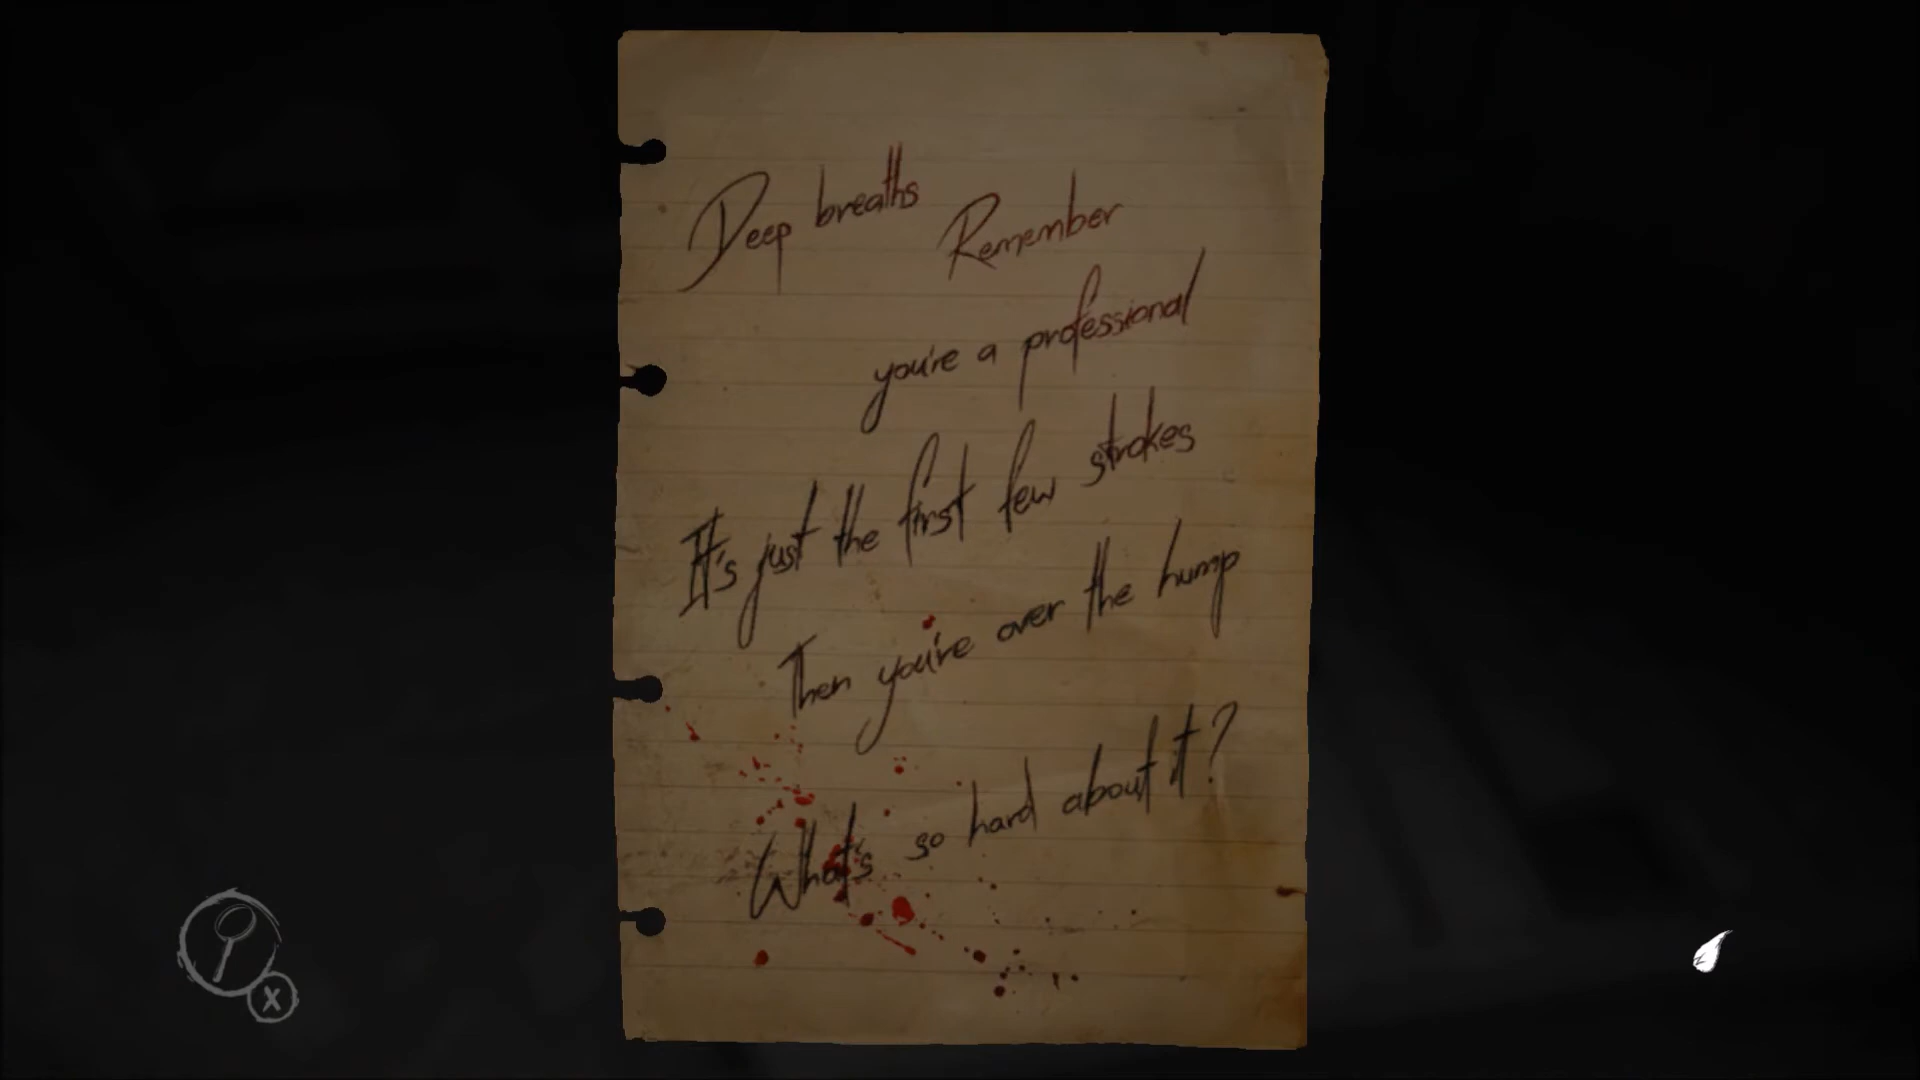 Deep breaths Remember
you're a professional
It's just the first few strokes
Then you're over the hump
What's so hard about it?
X